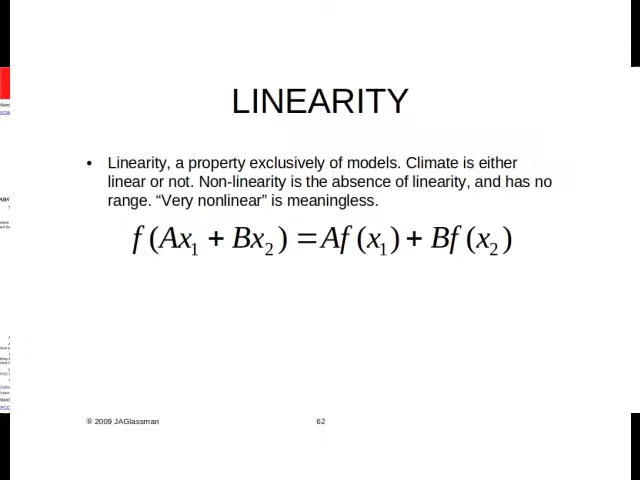 LINEARITY
• Linearity, a property exclusively of models. Climate is either
linear or not. Non-linearity is the absence of linearity, and has no
range. “Very nonlinear” is meaningless.
f (Ax₁ + Bx₂) = Af (x₁) + Bf (x₂)
® 2009 JAGlassman
62